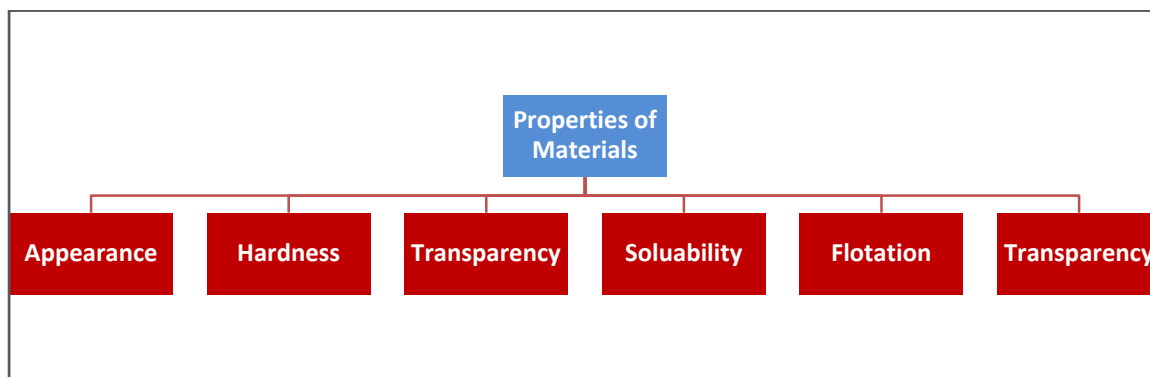 Properties of
Materials
Appearance
Hardness
Transparency
Soluability
Flotation
Transparency